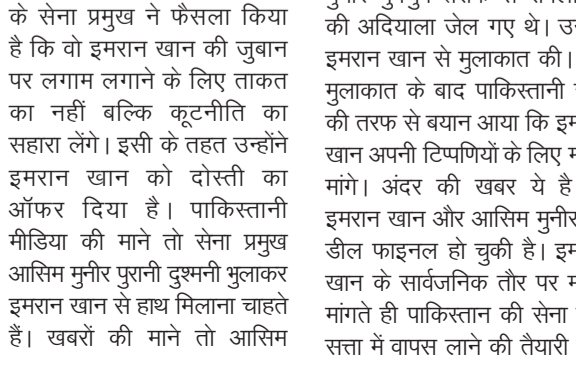 के सेना प्रमुख ने फैसला किया
है कि वो इमरान खान की जुबान
पर लगाम लगाने के लिए ताकत
का नहीं बल्कि कूटनीति का
सहारा लेंगे। इसी के तहत उन्होंने
इमरान खान को दोस्ती का
ऑफर दिया है। पाकिस्तानी
मीडिया की माने तो सेना प्रमुख
आसिम मुनीर पुरानी दुश्मनी भुलाकर
इमरान खान से हाथ मिलाना चाहते
हैं। खबरों की माने तो आसिम
की अदियाला जेल गए थे।
इमरान खान से मुलाकात की।
मुलाकात के बाद पाकिस्तानी
की तरफ से बयान आया कि
खान अपनी टिप्पणियों के लिए
मांगे। अंदर की खबर ये है
इमरान खान और आसिम मुनीर
डील फाइनल हो चुकी है।
खान के सार्वजनिक तौर पर
मांगते ही पाकिस्तान की सेना
सत्ता में वापस लाने की तैयारी